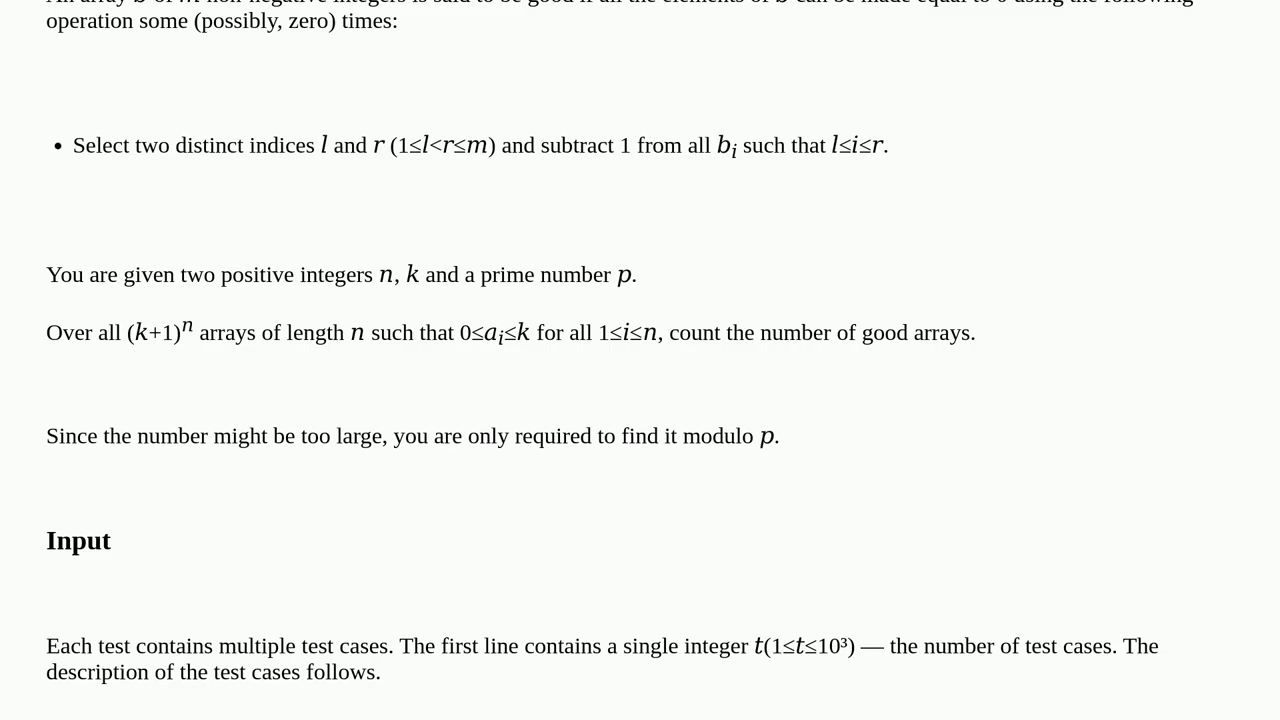 operation some (possibly, zero) times:
• Select two distinct indices l and r (1≤l<r≤m) and subtract 1 from all b_i such that l≤i≤r.
You are given two positive integers n, k and a prime number p.
Over all (k+1)^n arrays of length n such that 0≤a_i≤k for all 1≤i≤n, count the number of good arrays.
Since the number might be too large, you are only required to find it modulo p.
Input
Each test contains multiple test cases. The first line contains a single integer t(1≤t≤10³) — the number of test cases. The
description of the test cases follows.